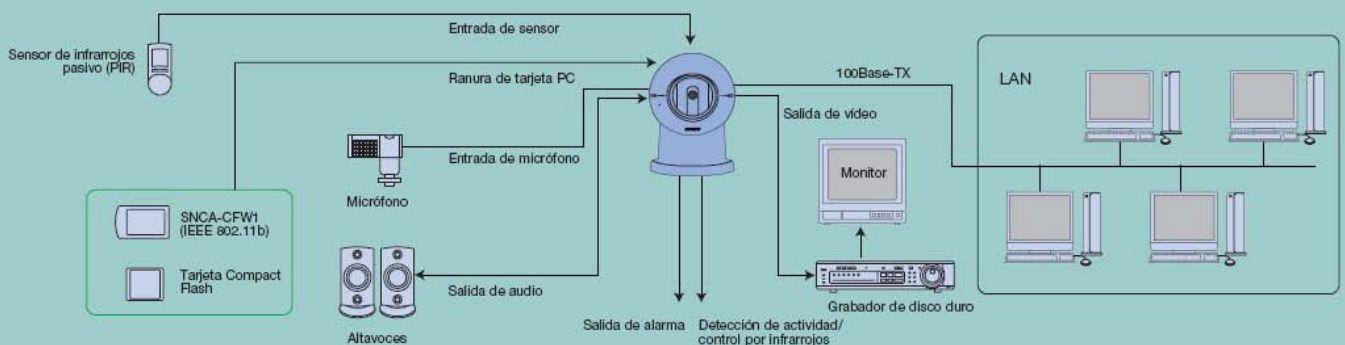 Entrada de sensor
Sensor de infrarrojos
pasivo (PIR)
Ranura de tarjeta PC
100Base-TX
LAN
Salida de vídeo
Entrada de micrófono
Monitor
Micrófono
SNCA-CFW1
(IEEE 802.11b)
Tarjeta Compact
Flash
Salida de audio
Grabador de disco duro
Altavoces
Salida de alarma
Detección de actividad/
control por infrarrojos